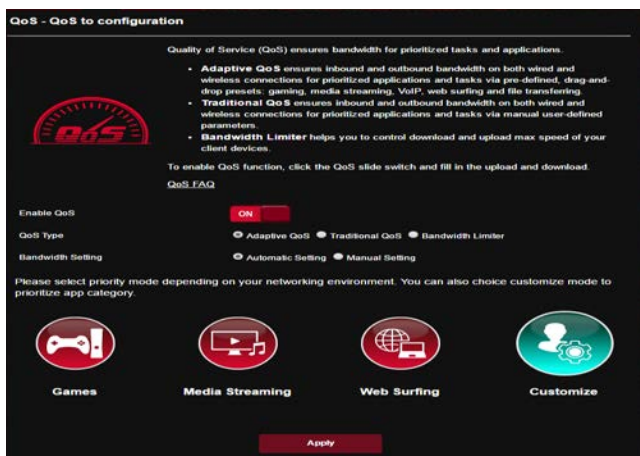 QoS - QoS to configuration
Quality of Service (QoS) ensures bandwidth for prioritized tasks and applications.
• Adaptive QoS ensures inbound and outbound bandwidth on both wired and
wireless connections for prioritized applications and tasks via pre-defined, drag-and-
drop presets: gaming, media streaming, VoIP, web surfing and file transferring.
• Traditional QoS ensures inbound and outbound bandwidth on both wired and
wireless connections for prioritized applications and tasks via manual user-defined
parameters.
• Bandwidth Limiter helps you to control download and upload max speed of your
client devices.
QoS
To enable QoS function, click the QoS slide switch and fill in the upload and download.
QoS FAQ
Enable QoS ON
QoS Type Adaptive QoS Traditional QoS Bandwidth Limiter
Bandwidth Setting Automatic Setting Manual Setting
Please select priority mode depending on your networking environment. You can also choice customize mode to
prioritize app category.
Games Media Streaming Web Surfing Customize
Apply